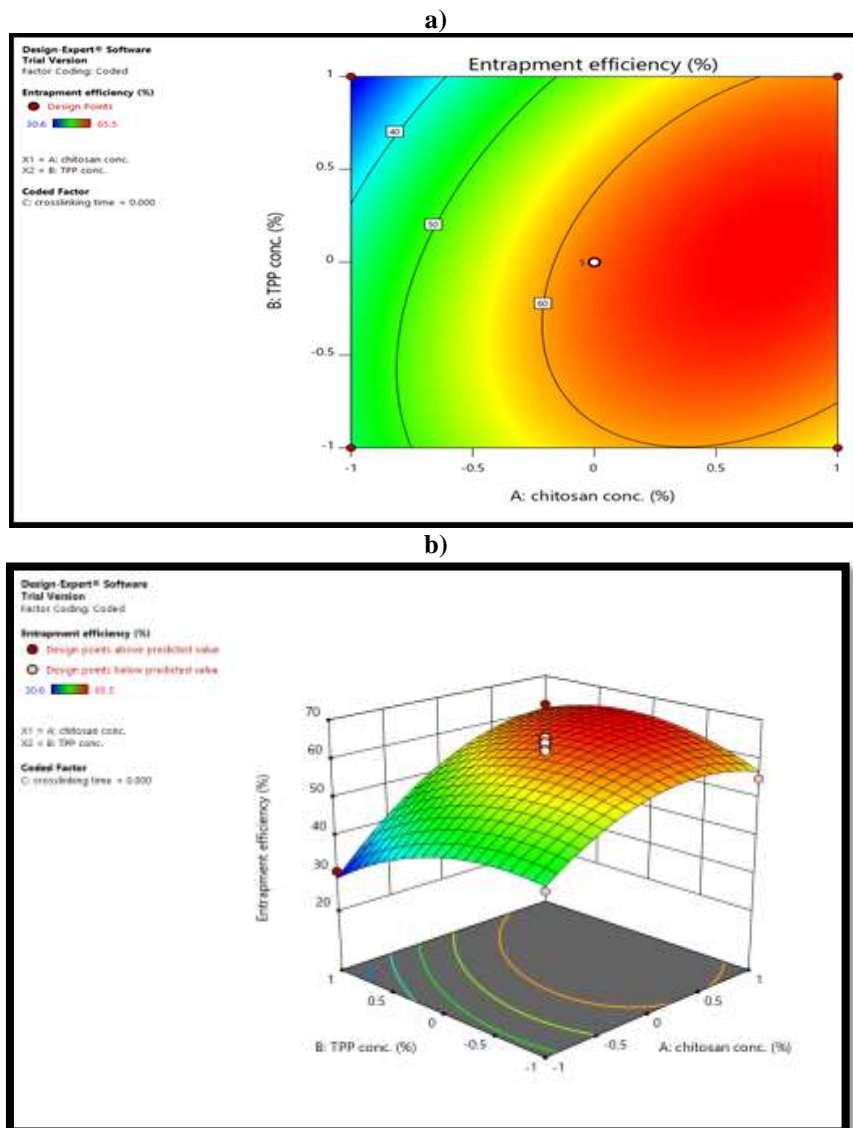 a)
Design-Expert® Software
Trial Version
Factor Coding: Coded
Entrapment efficiency (%)
Design Points
30.6 65.5
X1 = A: chitosan conc.
X2 = B: TPP conc.
Coded Factor
C: crosslinking time = 0.000
Entrapment efficiency (%)
1
0.5
0
-0.5
-1
B: TPP conc. (%)
40
50
60
5
-1
-0.5
0
0.5
1
A: chitosan conc. (%)
b)
Design-Expert® Software
Trial Version
Factor Coding: Coded
Entrapment efficiency (%)
Design points above predicted value
Design points below predicted value
30.6 65.5
X1 = A: chitosan conc.
X2 = B: TPP conc.
Coded Factor
C: crosslinking time = 0.000
70
60
50
40
30
20
Entrapment efficiency (%)
1
0.5
0
-0.5
-1
B: TPP conc. (%)
-1
-0.5
0
0.5
1
A: chitosan conc. (%)